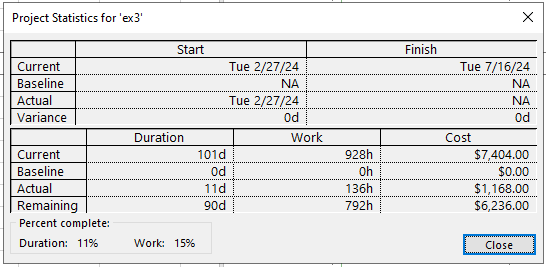 Project Statistics for 'ex3'
Start Finish
Current Tue 2/27/24 Tue 7/16/24
Baseline NA NA
Actual Tue 2/27/24 NA
Variance 0d 0d
Duration Work Cost
Current 101d 928h $7,404.00
Baseline 0d 0h $0.00
Actual 11d 136h $1,168.00
Remaining 90d 792h $6,236.00
Percent complete:
Duration: 11% Work: 15%
Close